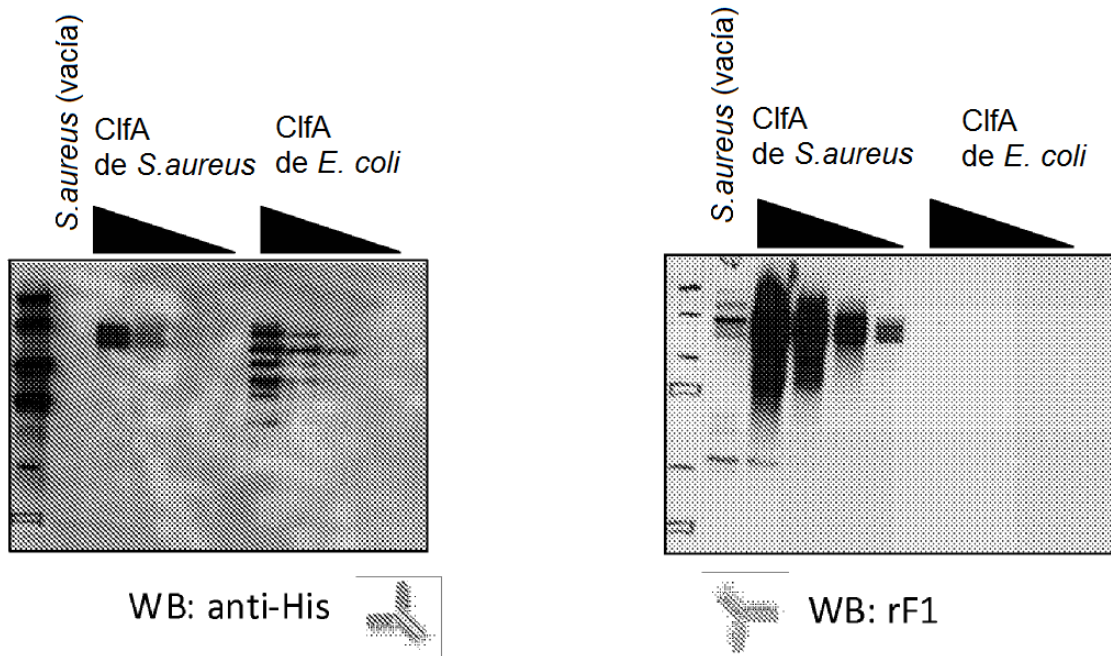 S.aureus (vacía)
ClfA
de S.aureus
ClfA
de E. coli
WB: anti-His
S.aureus (vacía)
ClfA
de S.aureus
ClfA
de E. coli
WB: rF1